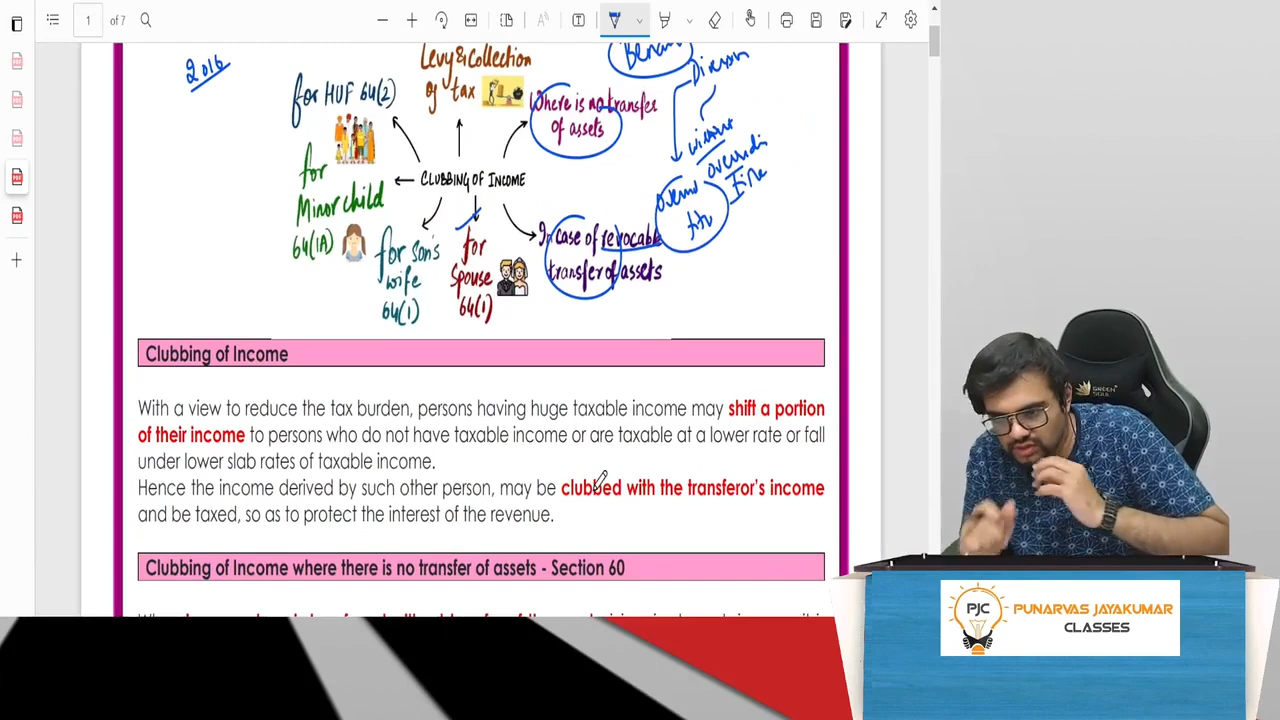 1 of 7
2016
Levy & Collection
of tax
for HUF 64(2)
Where is no transfer
of assets
Diversion
without
overriding
title
for
Minor child
64(1A)
CLUBBING OF INCOME
for Son's
wife
64(1)
for
Spouse
64(1)
In case of revocable
transfer of assets
Clubbing of Income
With a view to reduce the tax burden, persons having huge taxable income may shift a portion
of their income to persons who do not have taxable income or are taxable at a lower rate or fall
under lower slab rates of taxable income.
Hence the income derived by such other person, may be clubbed with the transferor's income
and be taxed, so as to protect the interest of the revenue.
Clubbing of Income where there is no transfer of assets - Section 60
GREEN
SOUL
PJC
PUNARVAS JAYAKUMAR
CLASSES